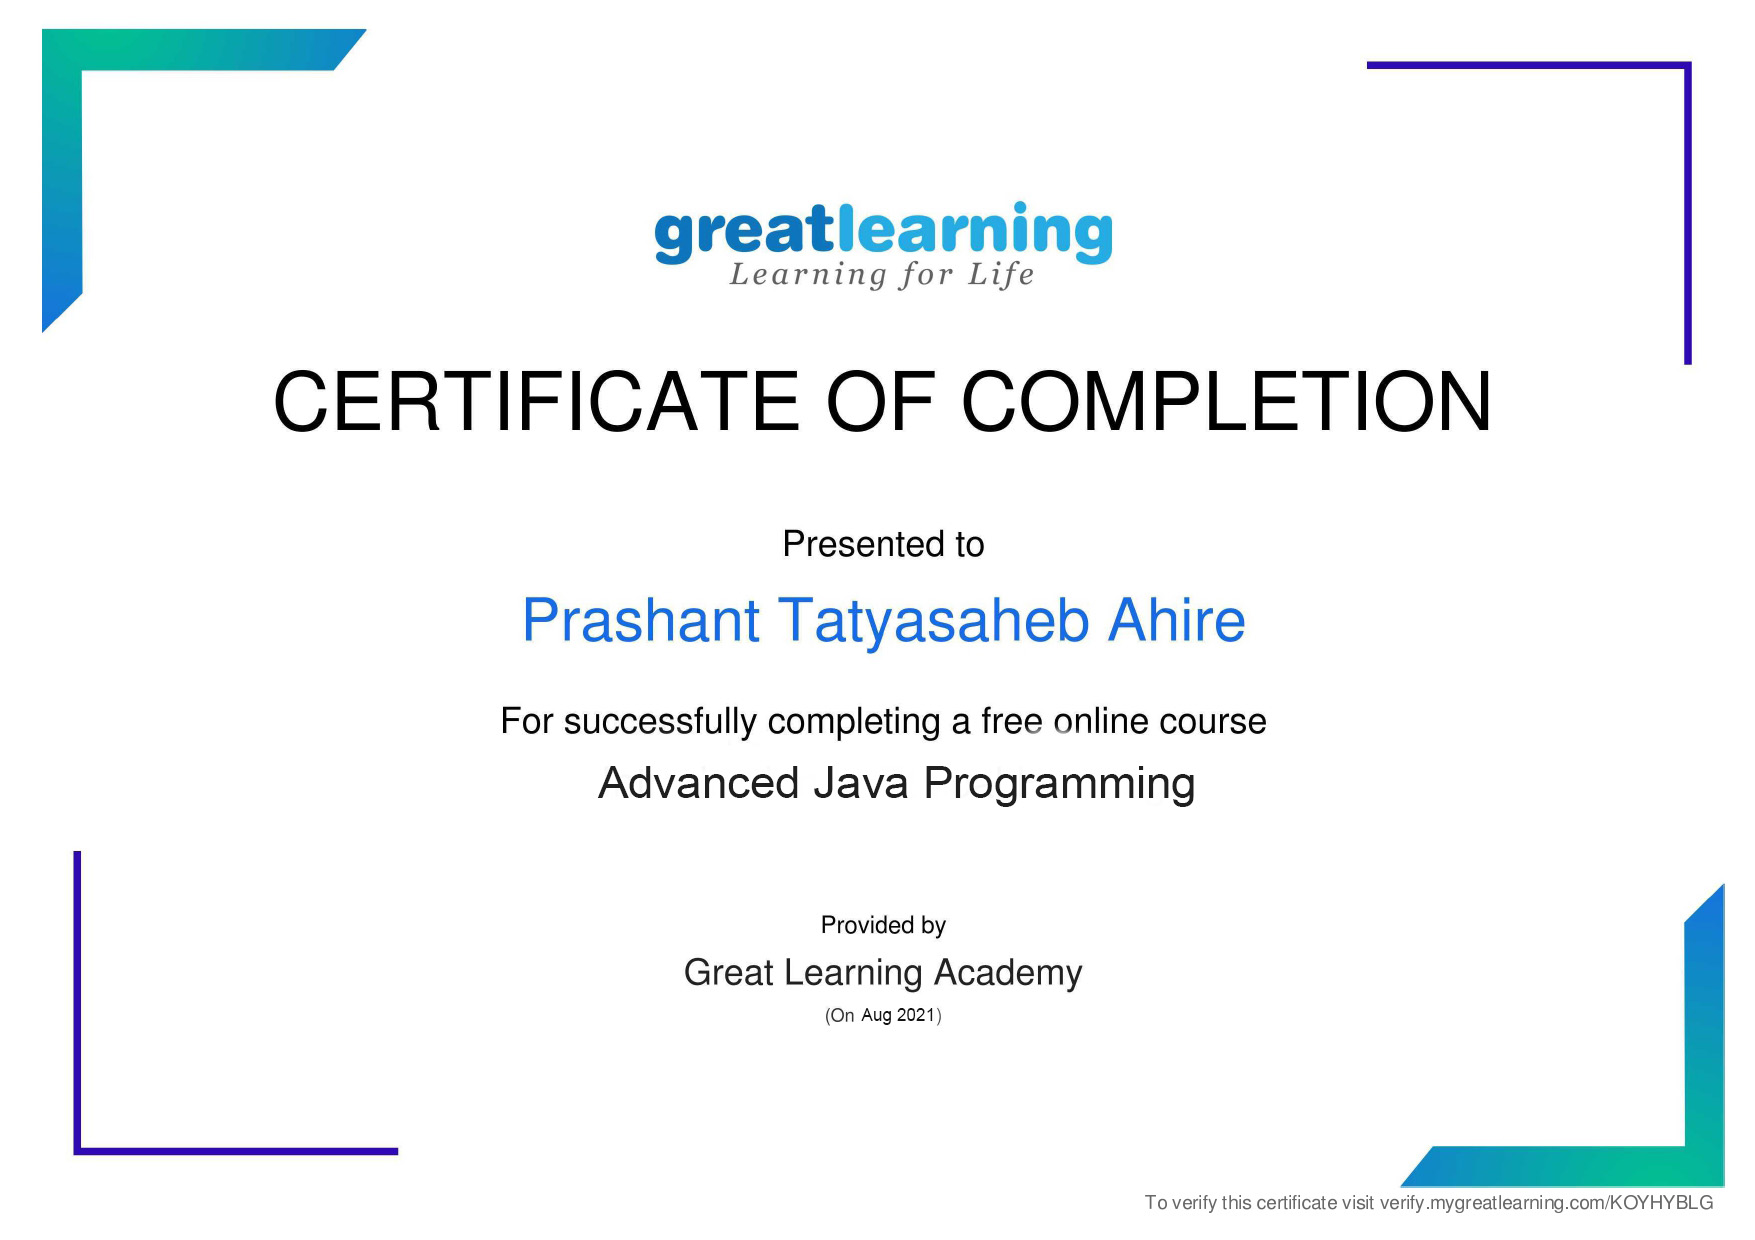 greatlearning
Learning for Life
CERTIFICATE OF COMPLETION
Presented to
Prashant Tatyasaheb Ahire
For successfully completing a free online course
Advanced Java Programming
Provided by
Great Learning Academy
(On Aug 2021)
To verify this certificate visit verify.mygreatlearning.com/KOYHYBLG